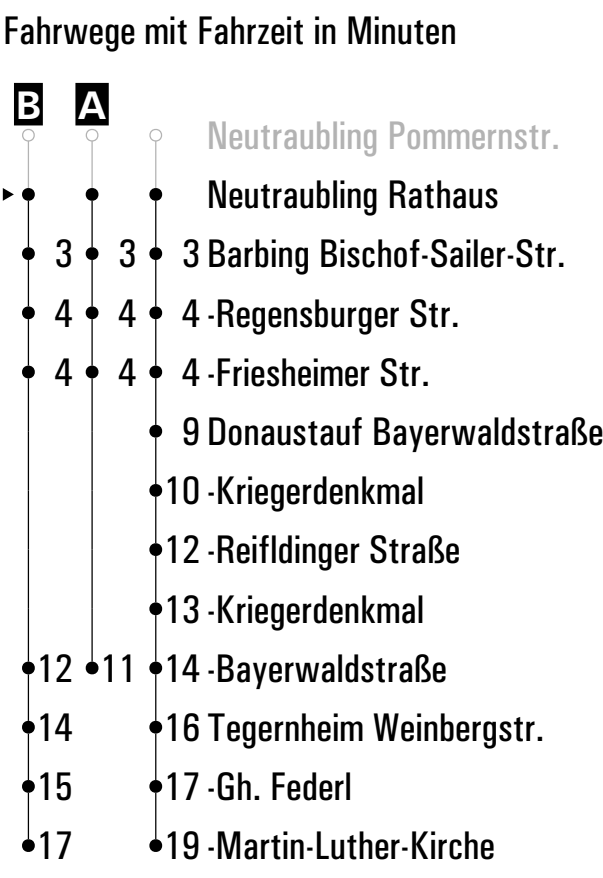 Fahrwege mit Fahrzeit in Minuten
B A
Neutraubling Pommernstr.
Neutraubling Rathaus
3 3 3 Barbing Bischof-Sailer-Str.
4 4 4 -Regensburger Str.
4 4 4 -Friesheimer Str.
9 Donaustauf Bayerwaldstraße
10 -Kriegerdenkmal
12 -Reifldinger Straße
13 -Kriegerdenkmal
12 11 14 -Bayerwaldstraße
14 16 Tegernheim Weinbergstr.
15 17 -Gh. Federl
17 19 -Martin-Luther-Kirche